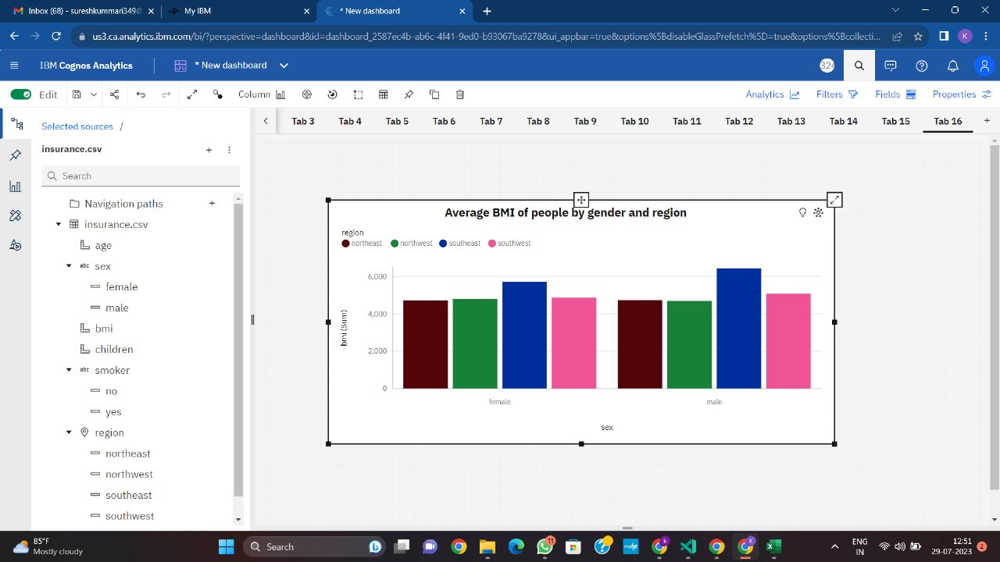 Inbox (68) - sureshkummari349@
My IBM
* New dashboard
us3.ca.analytics.ibm.com/bi/?perspective=dashboard&id=dashboard_2587ec4b-ab6c-4f41-9ed0-b93067ba9278&ui_appbar=true&options%5BdisableGlassPrefetch%5D=true&options%5Bcollecti...
K
IBM Cognos Analytics
* New dashboard
Edit
Column
Analytics
Filters
Fields
Properties
Selected sources /
Tab 3 Tab 4 Tab 5 Tab 6 Tab 7 Tab 8 Tab 9 Tab 10 Tab 11 Tab 12 Tab 13 Tab 14 Tab 15 Tab 16
insurance.csv
Search
Navigation paths
insurance.csv
age
abc sex
female
male
bmi
children
abc smoker
no
yes
region
northeast
northwest
southeast
southwest
Average BMI of people by gender and region
region
northeast northwest southeast southwest
6,000
4,000
2,000
0
bmi (Sum)
female male
sex
85°F
Mostly cloudy
Search
11
ENG
IN
12:51
29-07-2023
2